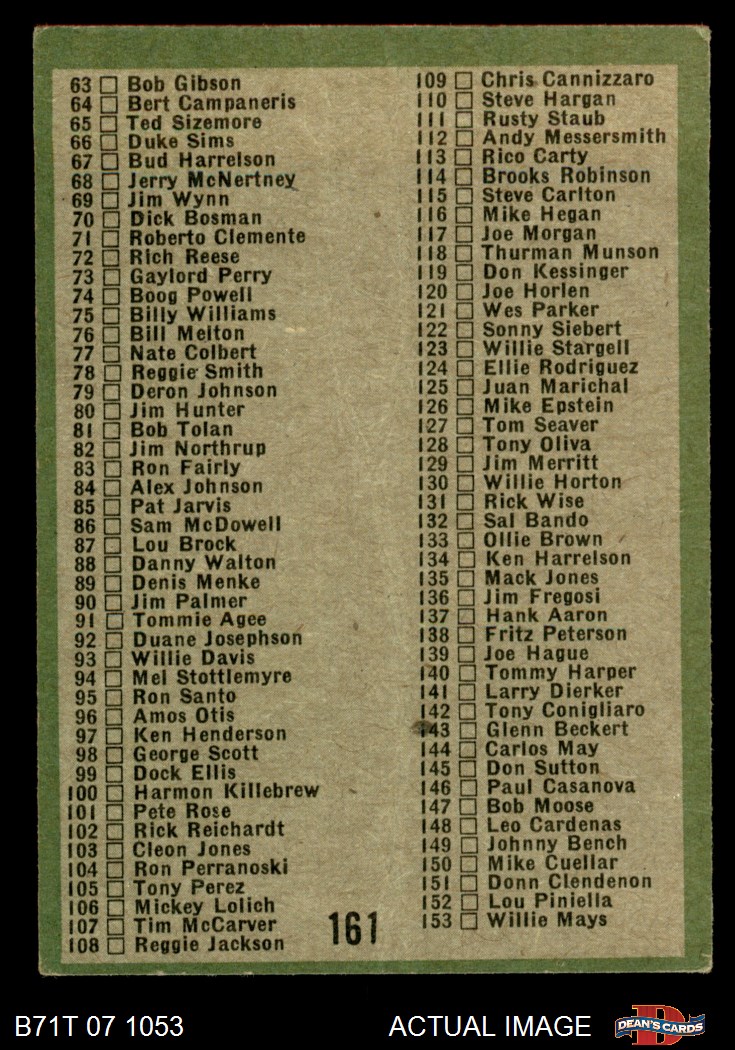 63 Bob Gibson
64 Bert Campaneris
65 Ted Sizemore
66 Duke Sims
67 Bud Harrelson
68 Jerry McNertney
69 Jim Wynn
70 Dick Bosman
71 Roberto Clemente
72 Rich Reese
73 Gaylord Perry
74 Boog Powell
75 Billy Williams
76 Bill Melton
77 Nate Colbert
78 Reggie Smith
79 Deron Johnson
80 Jim Hunter
81 Bob Tolan
82 Jim Northrup
83 Ron Fairly
84 Alex Johnson
85 Pat Jarvis
86 Sam McDowell
87 Lou Brock
88 Danny Walton
89 Denis Menke
90 Jim Palmer
91 Tommie Agee
92 Duane Josephson
93 Willie Davis
94 Mel Stottlemyre
95 Ron Santo
96 Amos Otis
97 Ken Henderson
98 George Scott
99 Dock Ellis
100 Harmon Killebrew
101 Pete Rose
102 Rick Reichardt
103 Cleon Jones
104 Ron Perranoski
105 Tony Perez
106 Mickey Lolich
107 Tim McCarver
108 Reggie Jackson
109 Chris Cannizzaro
110 Steve Hargan
111 Rusty Staub
112 Andy Messersmith
113 Rico Carty
114 Brooks Robinson
115 Steve Carlton
116 Mike Hegan
117 Joe Morgan
118 Thurman Munson
119 Don Kessinger
120 Joe Horlen
121 Wes Parker
122 Sonny Siebert
123 Willie Stargell
124 Ellie Rodriguez
125 Juan Marichal
126 Mike Epstein
127 Tom Seaver
128 Tony Oliva
129 Jim Merritt
130 Willie Horton
131 Rick Wise
132 Sal Bando
133 Ollie Brown
134 Ken Harrelson
135 Mack Jones
136 Jim Fregosi
137 Hank Aaron
138 Fritz Peterson
139 Joe Hague
140 Tommy Harper
141 Larry Dierker
142 Tony Conigliaro
143 Glenn Beckert
144 Carlos May
145 Don Sutton
146 Paul Casanova
147 Bob Moose
148 Leo Cardenas
149 Johnny Bench
150 Mike Cuellar
151 Donn Clendenon
152 Lou Piniella
153 Willie Mays
161
B71T 07 1053
ACTUAL IMAGE
DEAN'S CARDS